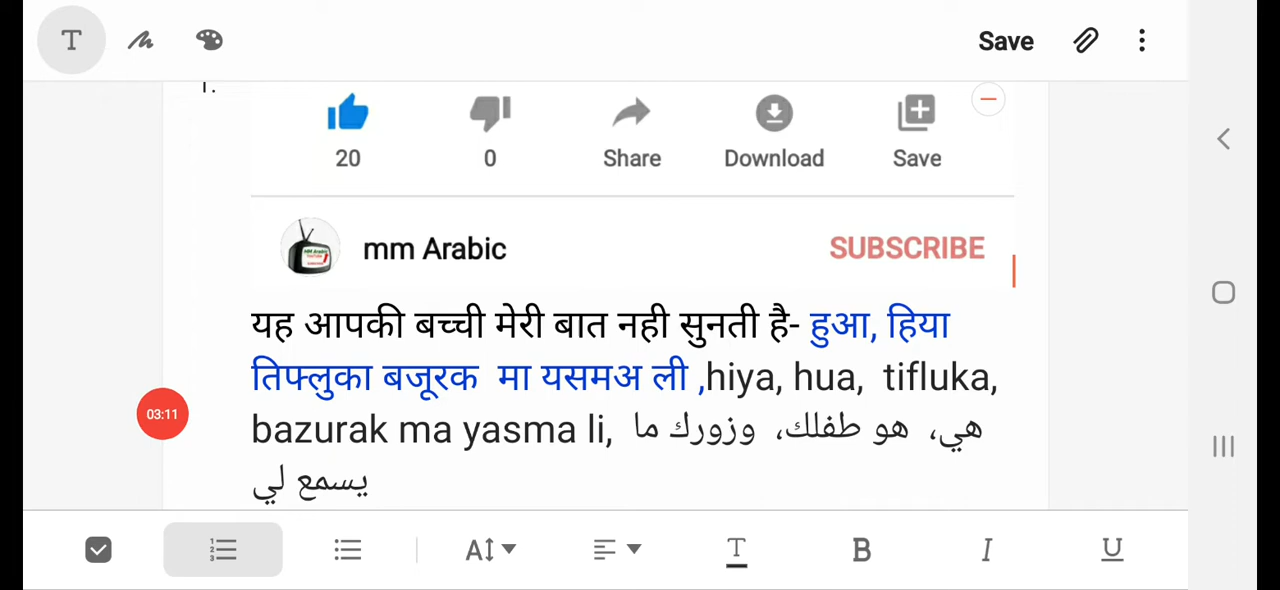 T
Save
1.
20 0 Share Download Save
mm Arabic SUBSCRIBE
यह आपकी बच्ची मेरी बात नही सुनती है- हुआ, हिया
तिफ्लुका बजूरक मा यसमअ ली ,hiya, hua, tifluka,
03:11
bazurak ma yasma li, هي، هو طفلك، وزورك ما
يسمع لي
A T B I U